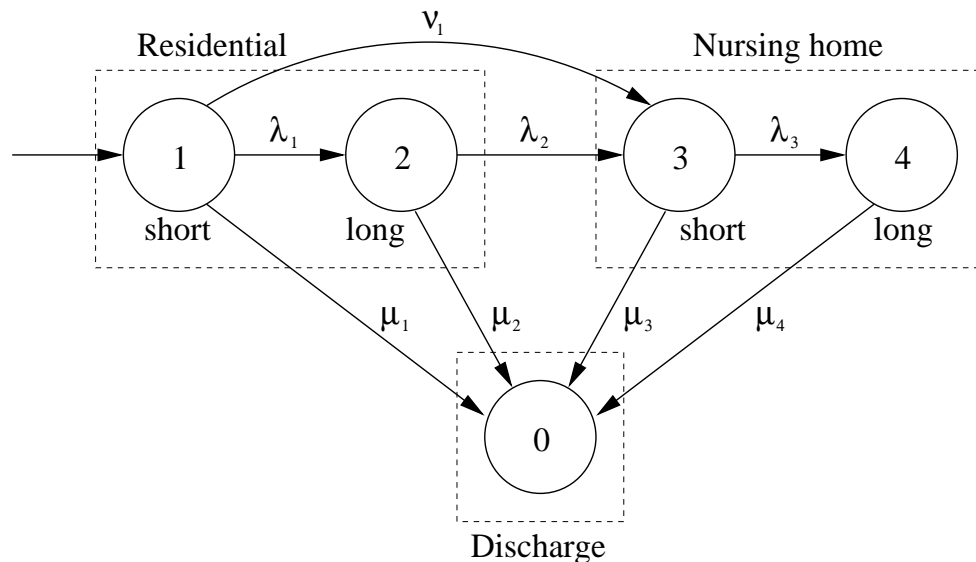 ν₁
Residential
Nursing home
λ₁
λ₂
λ₃
1
2
3
4
short
long
short
long
μ₁
μ₂
μ₃
μ₄
0
Discharge